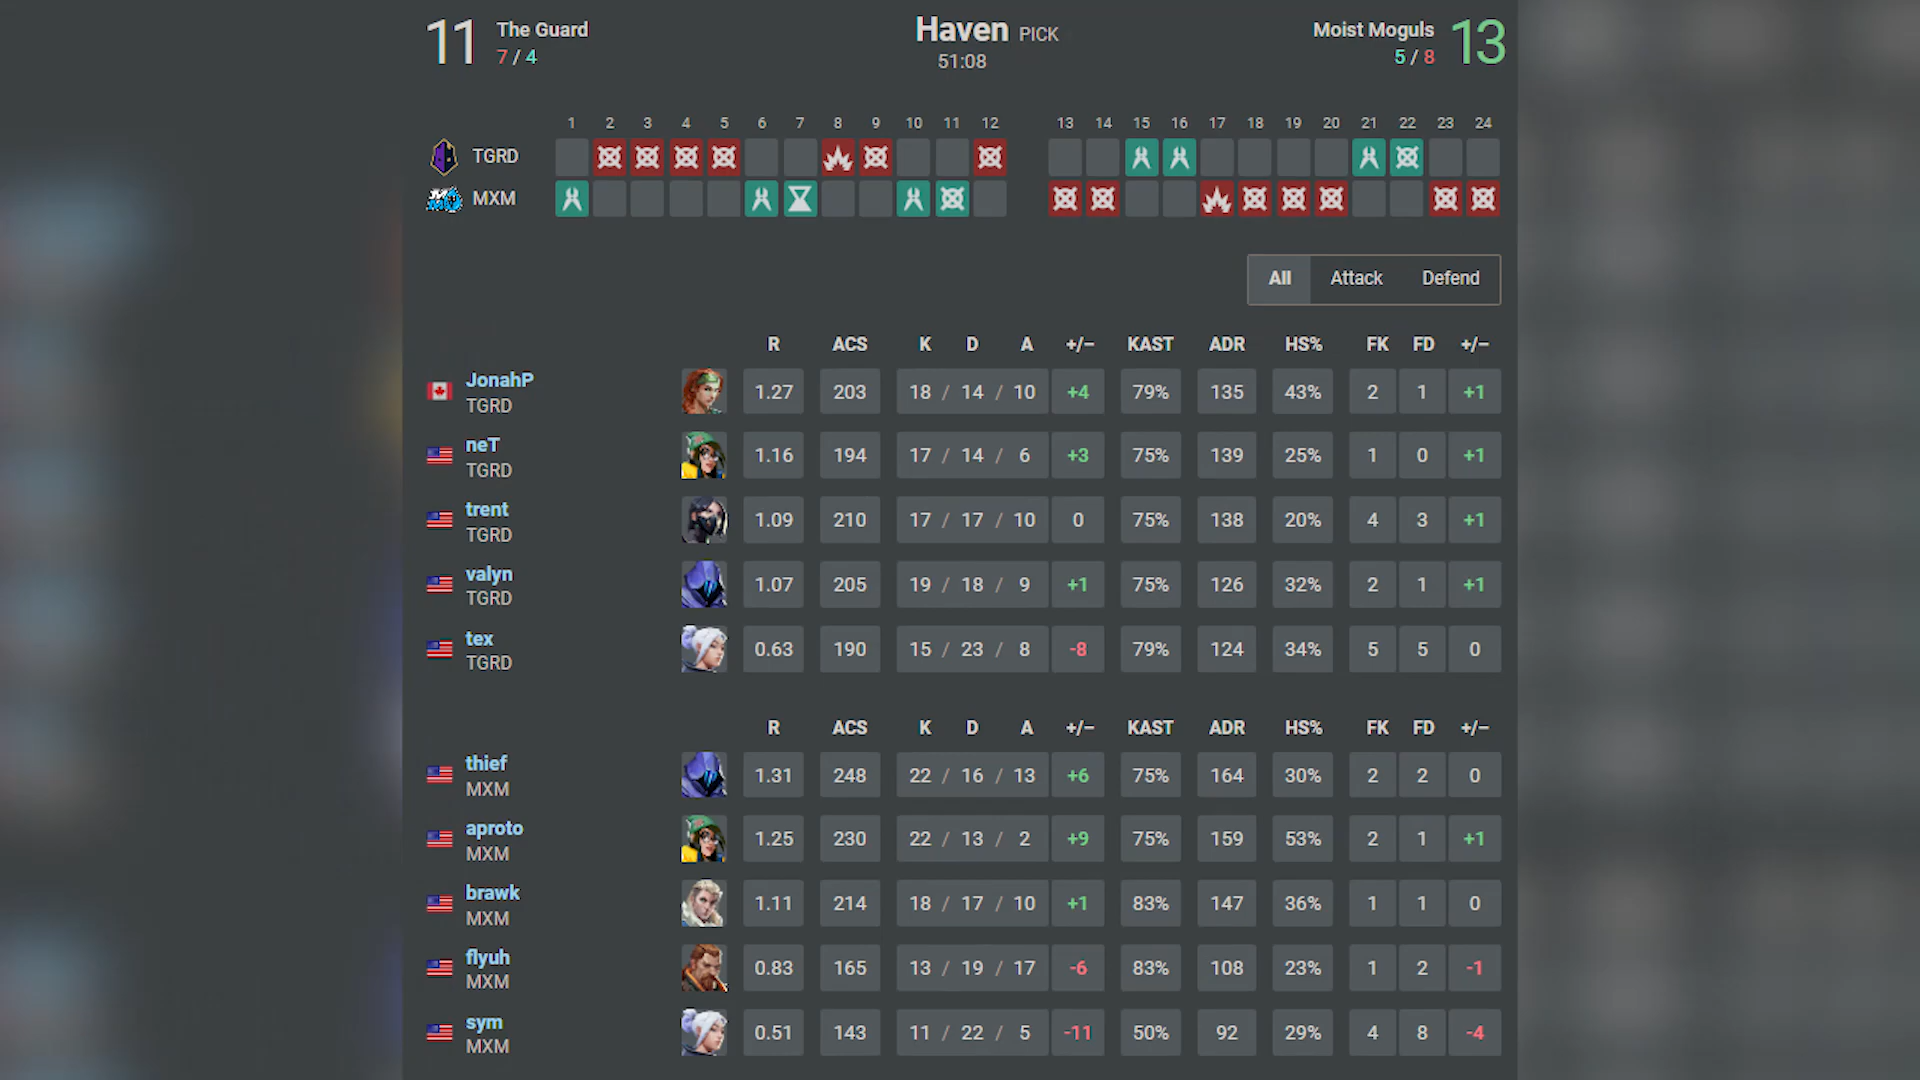 11 The Guard 7 / 4 Haven PICK 51:08 Moist Moguls 5 / 8 13
1 2 3 4 5 6 7 8 9 10 11 12 13 14 15 16 17 18 19 20 21 22 23 24
TGRD
MXM
All Attack Defend
R ACS K D A +/– KAST ADR HS% FK FD +/–
JonahP
TGRD
1.27 203 18 / 14 / 10 +4 79% 135 43% 2 1 +1
neT
TGRD
1.16 194 17 / 14 / 6 +3 75% 139 25% 1 0 +1
trent
TGRD
1.09 210 17 / 17 / 10 0 75% 138 20% 4 3 +1
valyn
TGRD
1.07 205 19 / 18 / 9 +1 75% 126 32% 2 1 +1
tex
TGRD
0.63 190 15 / 23 / 8 -8 79% 124 34% 5 5 0
R ACS K D A +/– KAST ADR HS% FK FD +/–
thief
MXM
1.31 248 22 / 16 / 13 +6 75% 164 30% 2 2 0
aproto
MXM
1.25 230 22 / 13 / 2 +9 75% 159 53% 2 1 +1
brawk
MXM
1.11 214 18 / 17 / 10 +1 83% 147 36% 1 1 0
flyuh
MXM
0.83 165 13 / 19 / 17 -6 83% 108 23% 1 2 -1
sym
MXM
0.51 143 11 / 22 / 5 -11 50% 92 29% 4 8 -4